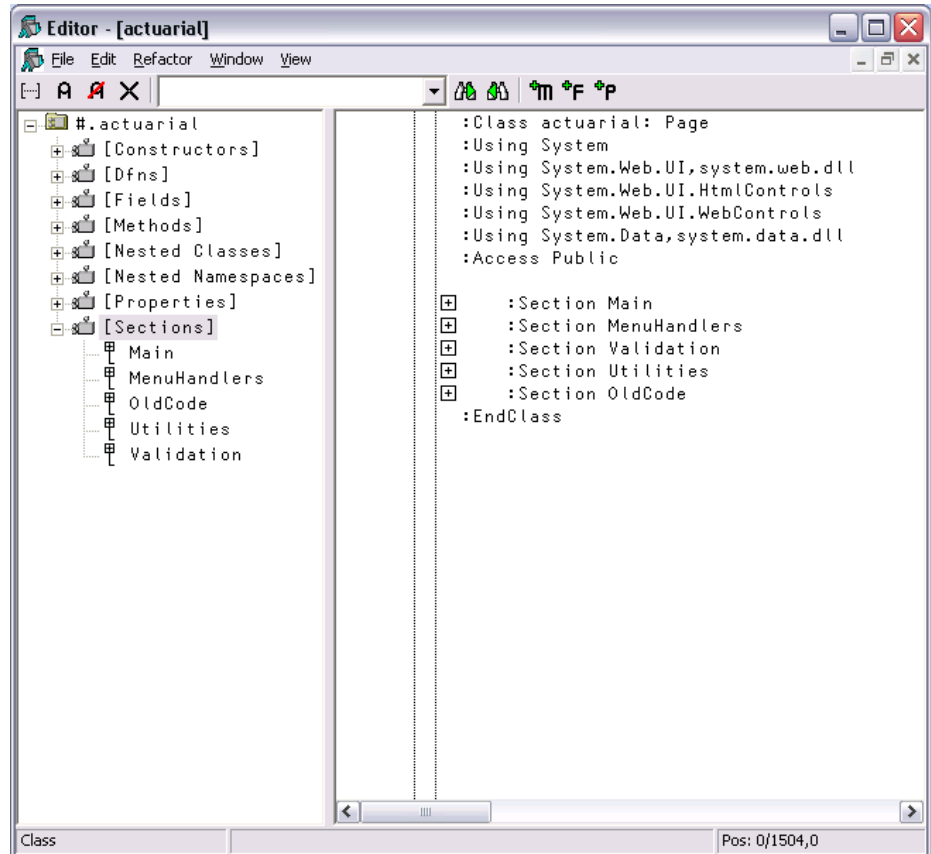 Editor - [actuarial]
File Edit Refactor Window View
A A
+m +F +P
#.actuarial
[Constructors]
[Dfns]
[Fields]
[Methods]
[Nested Classes]
[Nested Namespaces]
[Properties]
[Sections]
Main
MenuHandlers
OldCode
Utilities
Validation
:Class actuarial: Page
:Using System
:Using System.Web.UI,system.web.dll
:Using System.Web.UI.HtmlControls
:Using System.Web.UI.WebControls
:Using System.Data,system.data.dll
:Access Public
:Section Main
:Section MenuHandlers
:Section Validation
:Section Utilities
:Section OldCode
:EndClass
Class
Pos: 0/1504,0